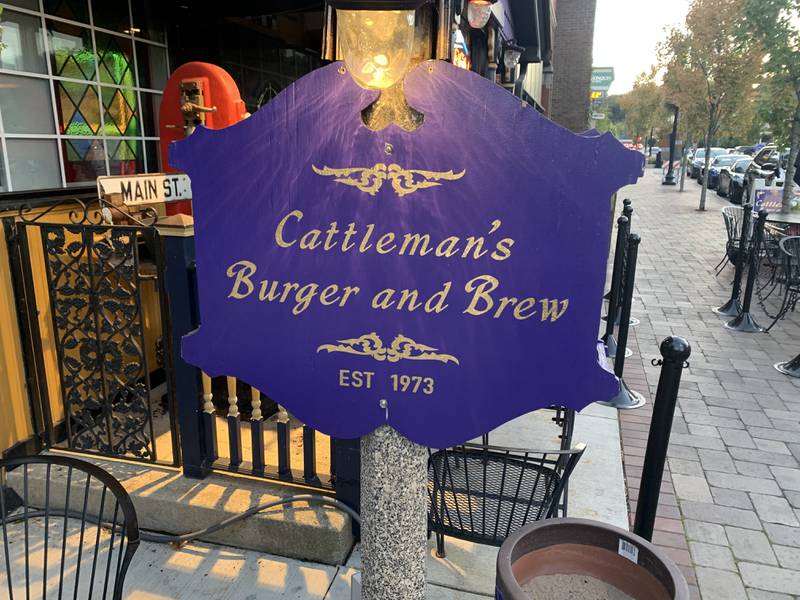 MAIN ST.
Cattleman's
Burger and Brew
EST 1973